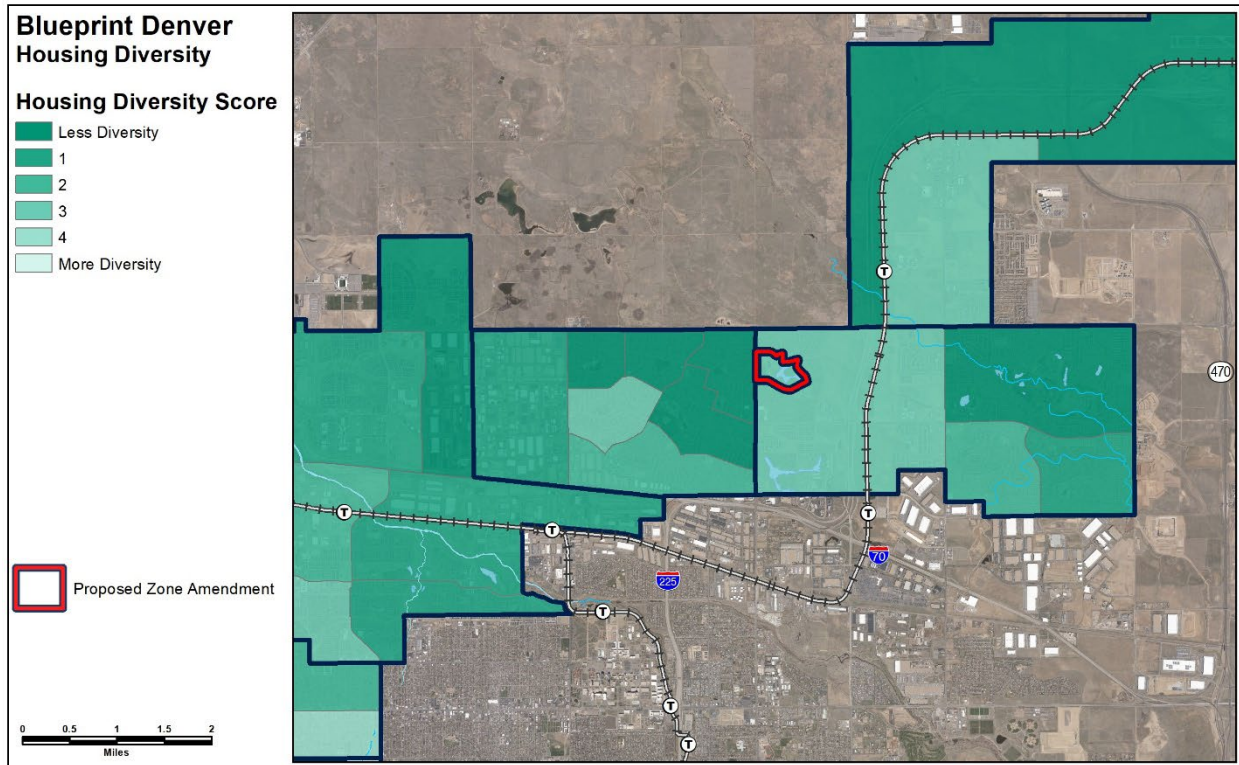 Blueprint Denver
Housing Diversity
Housing Diversity Score
Less Diversity
1
2
3
4
More Diversity
Proposed Zone Amendment
0 0.5 1 1.5 2
Miles
T
470
T
T
T
70
225
T
T
T